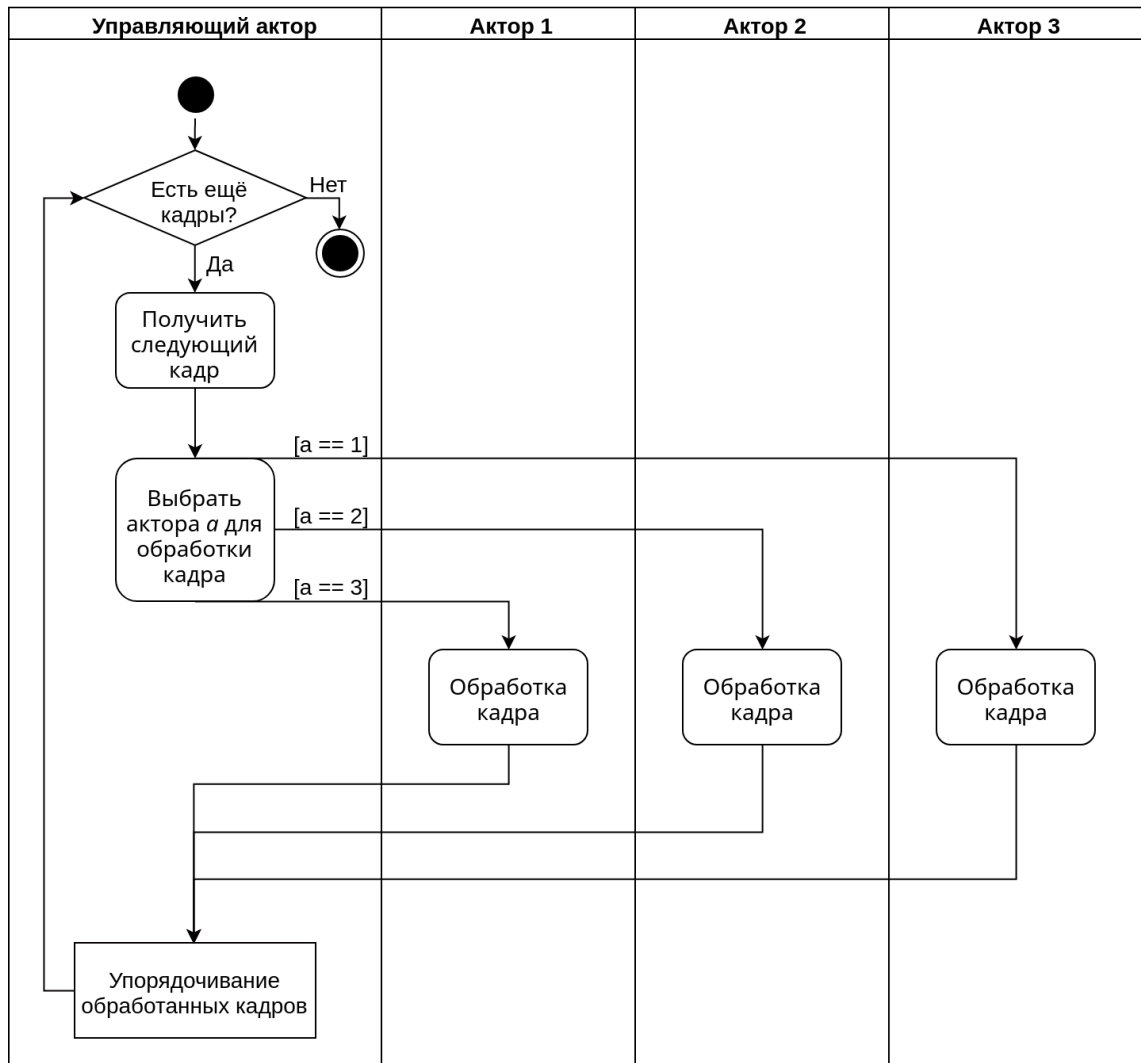 Управляющий актор
Актор 1
Актор 2
Актор 3
Есть ещё
кадры?
Нет
Да
Получить
следующий
кадр
[a == 1]
Выбрать
актора a для
обработки
кадра
[a == 2]
[a == 3]
Обработка
кадра
Обработка
кадра
Обработка
кадра
Упорядочивание
обработанных кадров